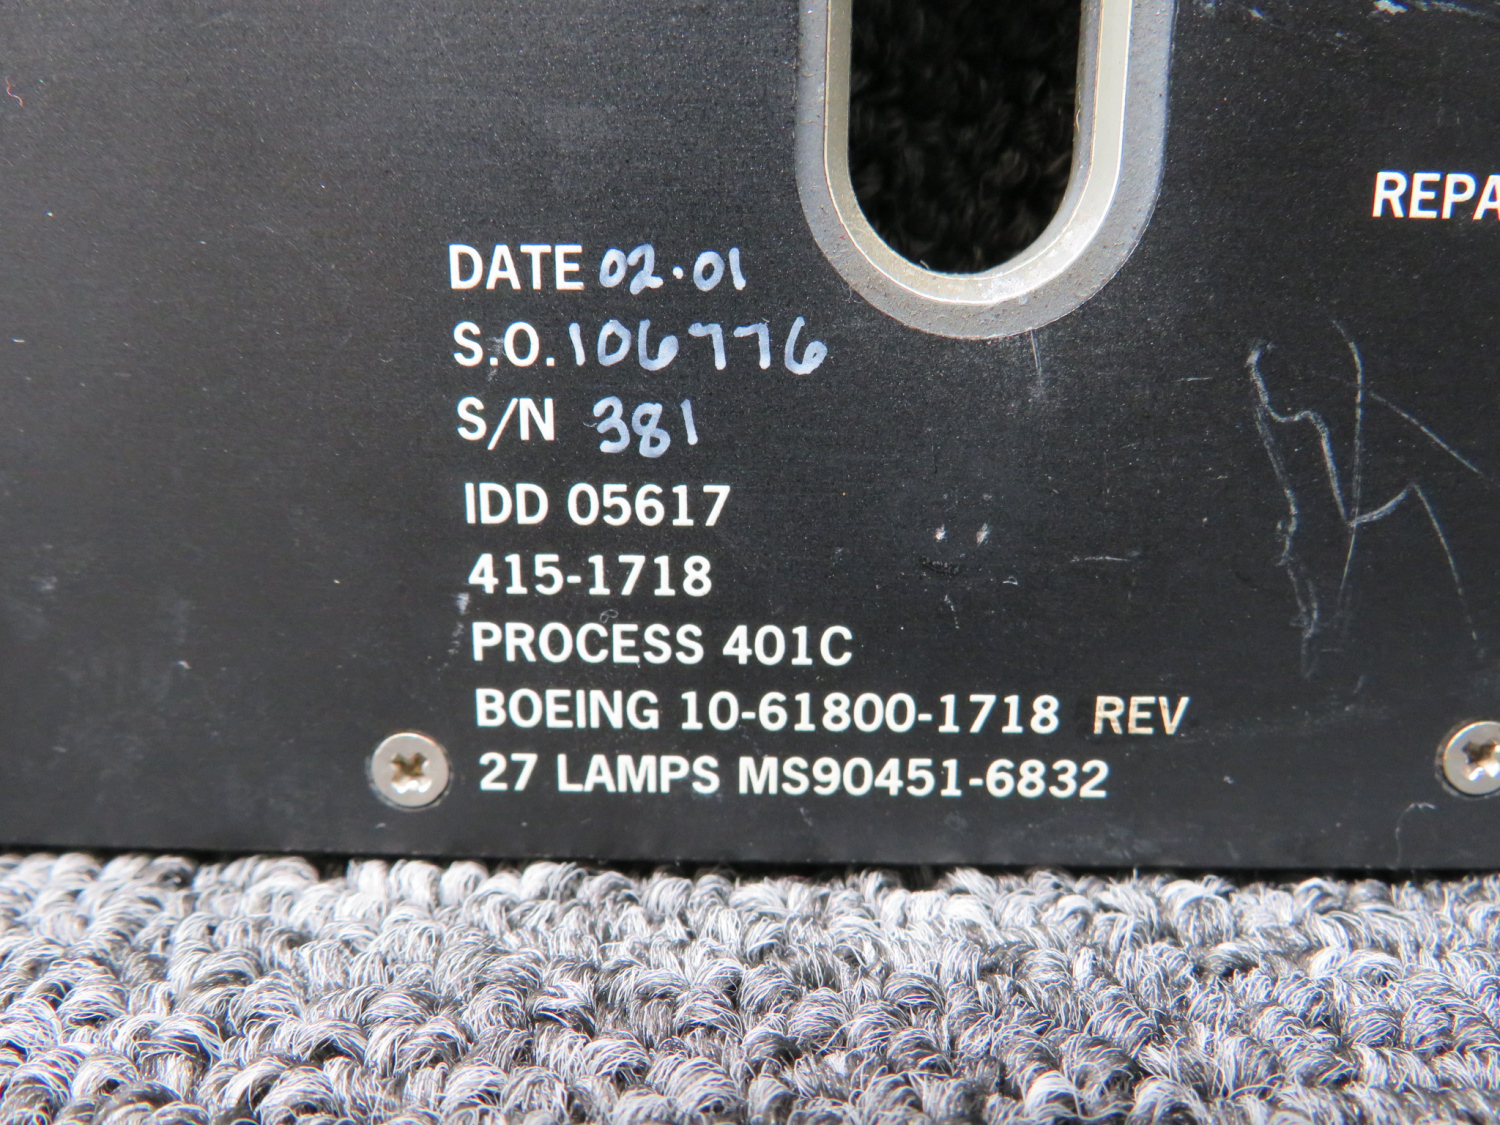 REPA
DATE 02.01
S.O. 106776
S/N 381
IDD 05617
415-1718
PROCESS 401C
BOEING 10-61800-1718 REV
27 LAMPS MS90451-6832